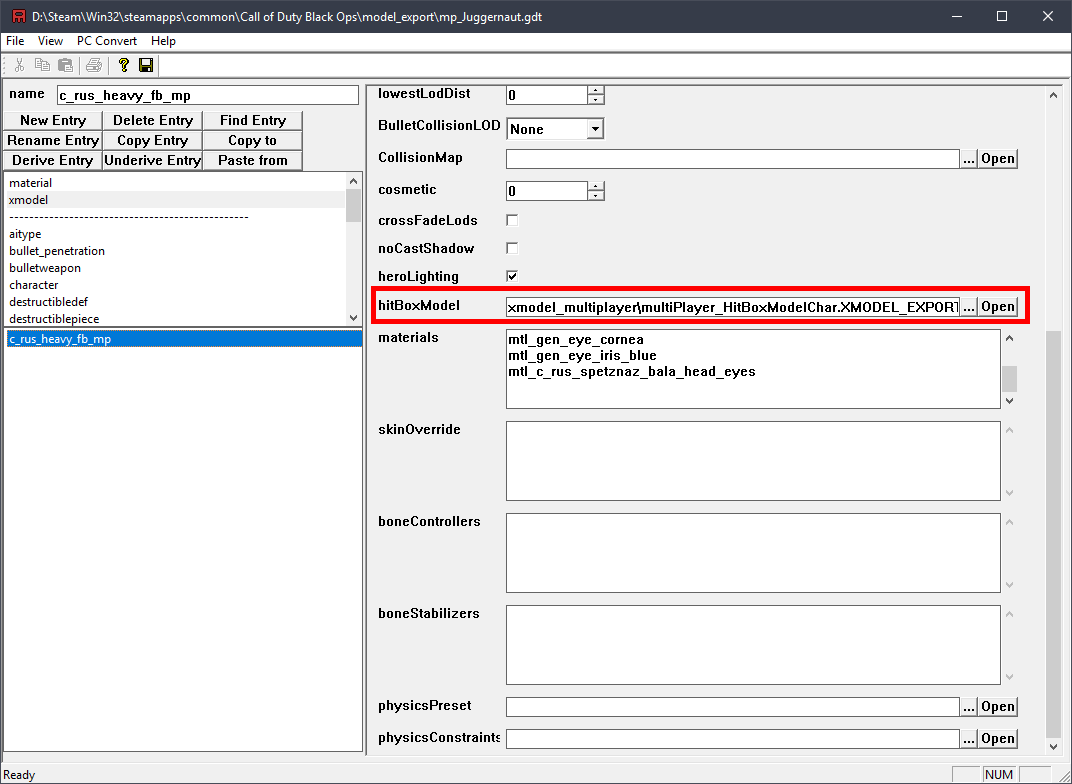 D:\Steam\Win32\steamapps\common\Call of Duty Black Ops\model_export\mp_Juggernaut.gdt
File View PC Convert Help
name c_rus_heavy_fb_mp
New Entry Delete Entry Find Entry
Rename Entry Copy Entry Copy to
Derive Entry Underive Entry Paste from
material
xmodel
------------------------------------------------
aitype
bullet_penetration
bulletweapon
character
destructibledef
destructiblepiece
c_rus_heavy_fb_mp
lowestLodDist 0
BulletCollisionLOD None
CollisionMap ... Open
cosmetic 0
crossFadeLods
noCastShadow
heroLighting
hitBoxModel xmodel_multiplayer\multiPlayer_HitBoxModelChar.XMODEL_EXPORT ... Open
materials mtl_gen_eye_cornea
mtl_gen_eye_iris_blue
mtl_c_rus_spetznaz_bala_head_eyes
skinOverride
boneControllers
boneStabilizers
physicsPreset ... Open
physicsConstraints ... Open
Ready NUM